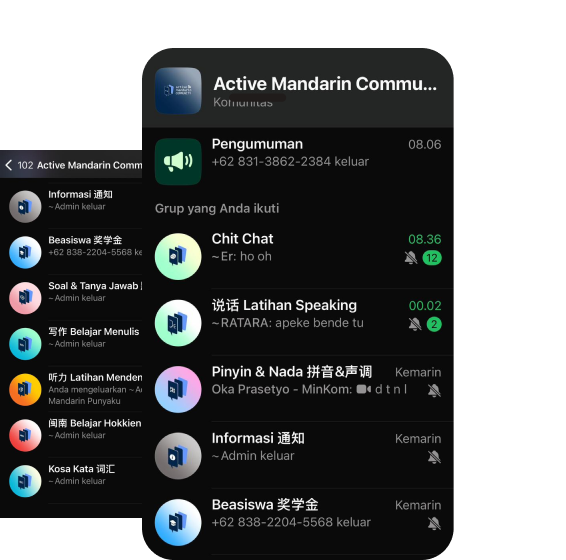 102 Active Mandarin Comm
Informasi 通知
~Admin keluar
Beasiswa 奖学金
+62 838-2204-5568 ke
Soal & Tanya Jawab
~Admin keluar
写作 Belajar Menulis
~Admin keluar
听力 Latihan Menden
Anda mengeluarkan ~A
Mandarin Punyaku
闽南 Belajar Hokkien
~Admin keluar
Kosa Kata 词汇
~Admin keluar
Active Mandarin Commu...
Komunitas
Pengumuman 08.06
+62 831-3862-2384 keluar
Grup yang Anda ikuti
Chit Chat 08.36
~Er: ho oh 12
说话 Latihan Speaking 00.02
~RATARA: apeke bende tu 2
Pinyin & Nada 拼音&声调 Kemarin
Oka Prasetyo - MinKom: d t n l
Informasi 通知 Kemarin
~Admin keluar
Beasiswa 奖学金 Kemarin
+62 838-2204-5568 keluar